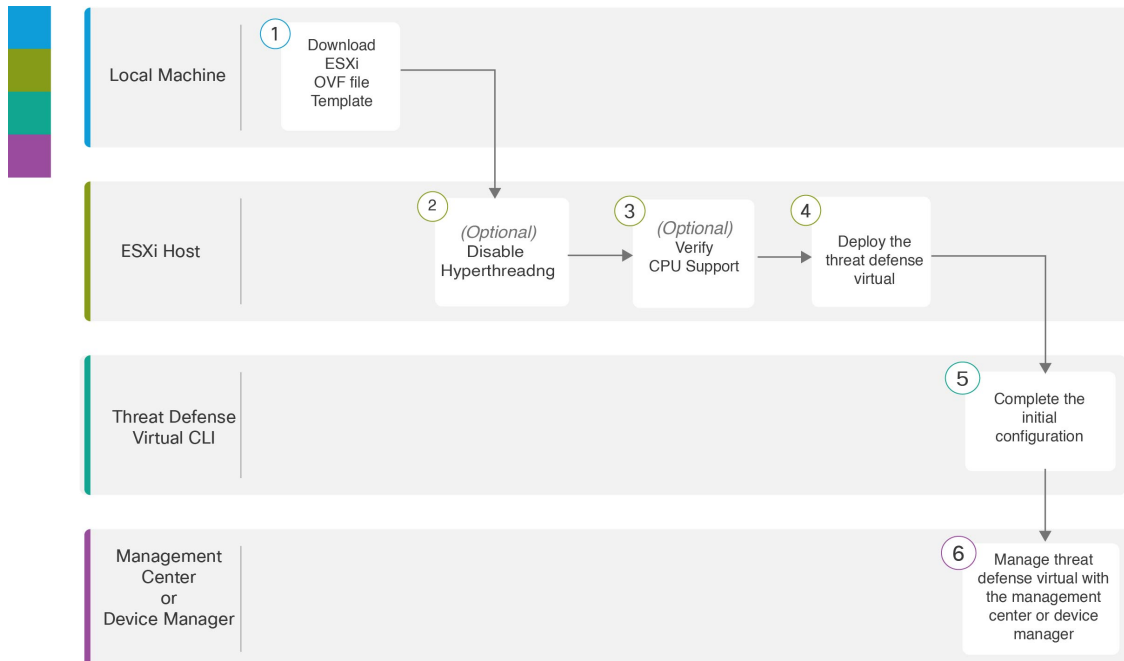 Local Machine
1
Download
ESXi
OVF file
Template
ESXi Host
2
(Optional)
Disable
Hyperthreadng
3
(Optional)
Verify
CPU Support
4
Deploy the
threat defense
virtual
Threat Defense
Virtual CLI
5
Complete the
initial
configuration
Management
Center
or
Device Manager
6
Manage threat
defense virtual with
the management
center or device
manager